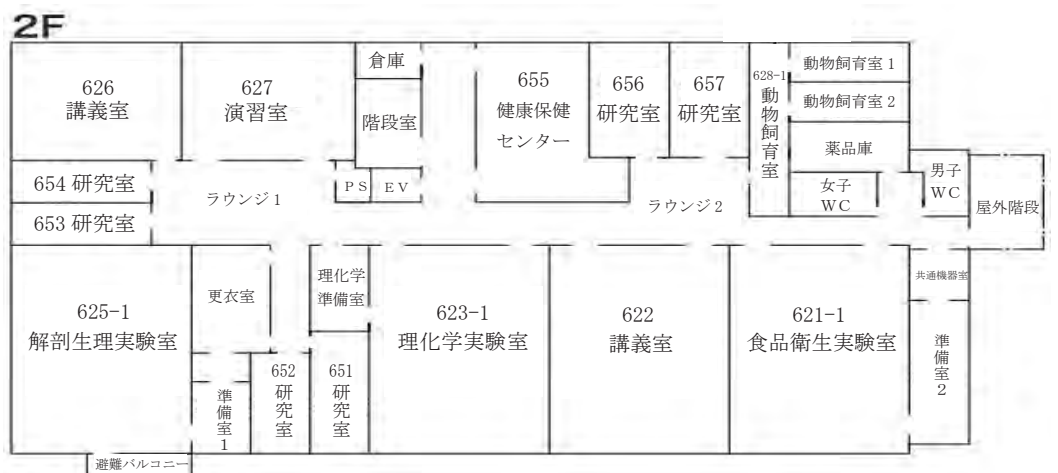 2F
626
講義室
627
演習室
倉庫
階段室
655
健康保健
センター
656
研究室
657
研究室
628-1
動物飼育室
動物飼育室 1
動物飼育室 2
薬品庫
女子
WC
男子
WC
屋外階段
654 研究室
653 研究室
ラウンジ 1
PS
EV
ラウンジ 2
625-1
解剖生理実験室
更衣室
準備室1
652
研究室
理化学
準備室
651
研究室
623-1
理化学実験室
622
講義室
621-1
食品衛生実験室
共通機器室
準備室2
避難バルコニー